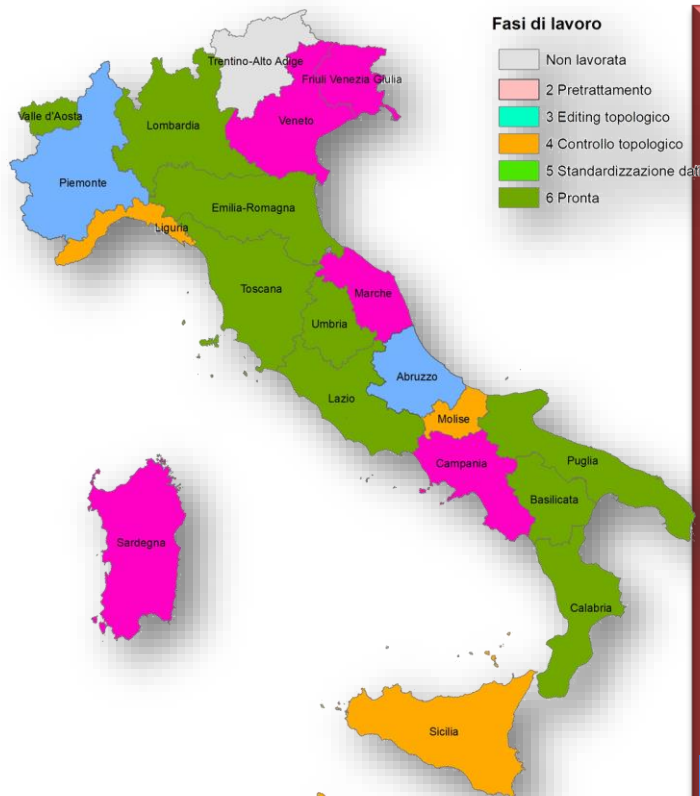 Fasi di lavoro
Non lavorata
2 Pretrattamento
3 Editing topologico
4 Controllo topologico
5 Standardizzazione dati
6 Pronta
Trentino-Alto Adige
Friuli Venezia Giulia
Valle d'Aosta
Lombardia
Veneto
Piemonte
Emilia-Romagna
Liguria
Toscana
Marche
Umbria
Abruzzo
Lazio
Molise
Campania
Puglia
Basilicata
Sardegna
Calabria
Sicilia